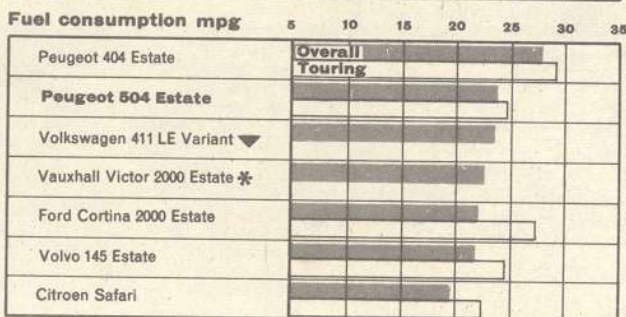 Fuel consumption mpg 5 10 15 20 25 30 35
Peugeot 404 Estate Overall
Touring
Peugeot 504 Estate
Volkswagen 411 LE Variant ▼
Vauxhall Victor 2000 Estate *
Ford Cortina 2000 Estate
Volvo 145 Estate
Citroen Safari